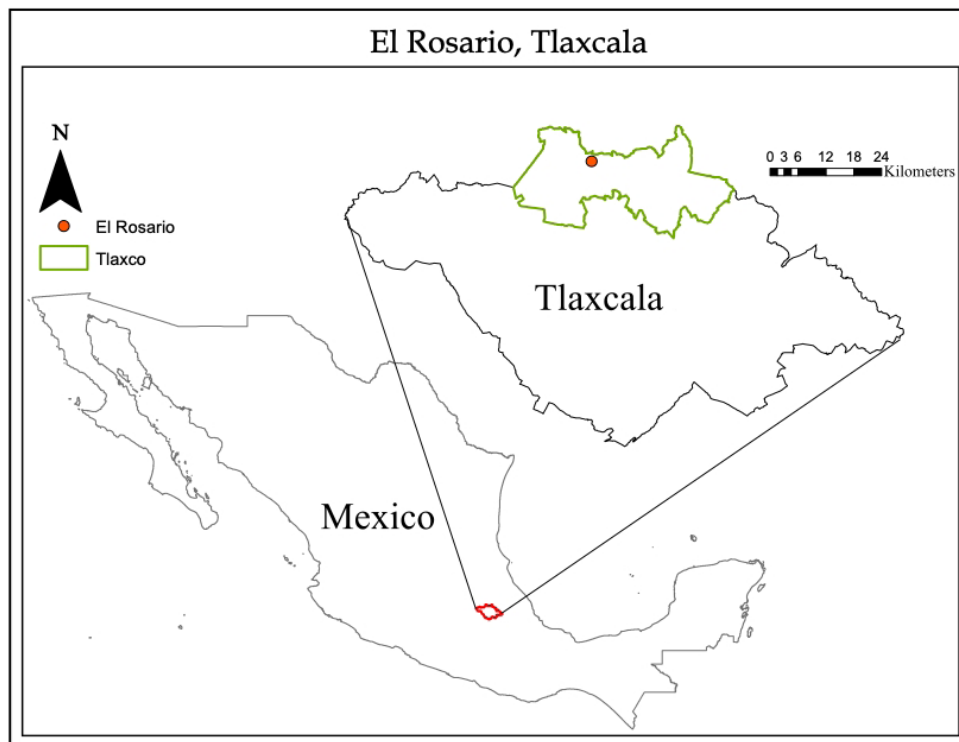 El Rosario, Tlaxcala
N
0 3 6 12 18 24
Kilometers
El Rosario
Tlaxco
Tlaxcala
Mexico